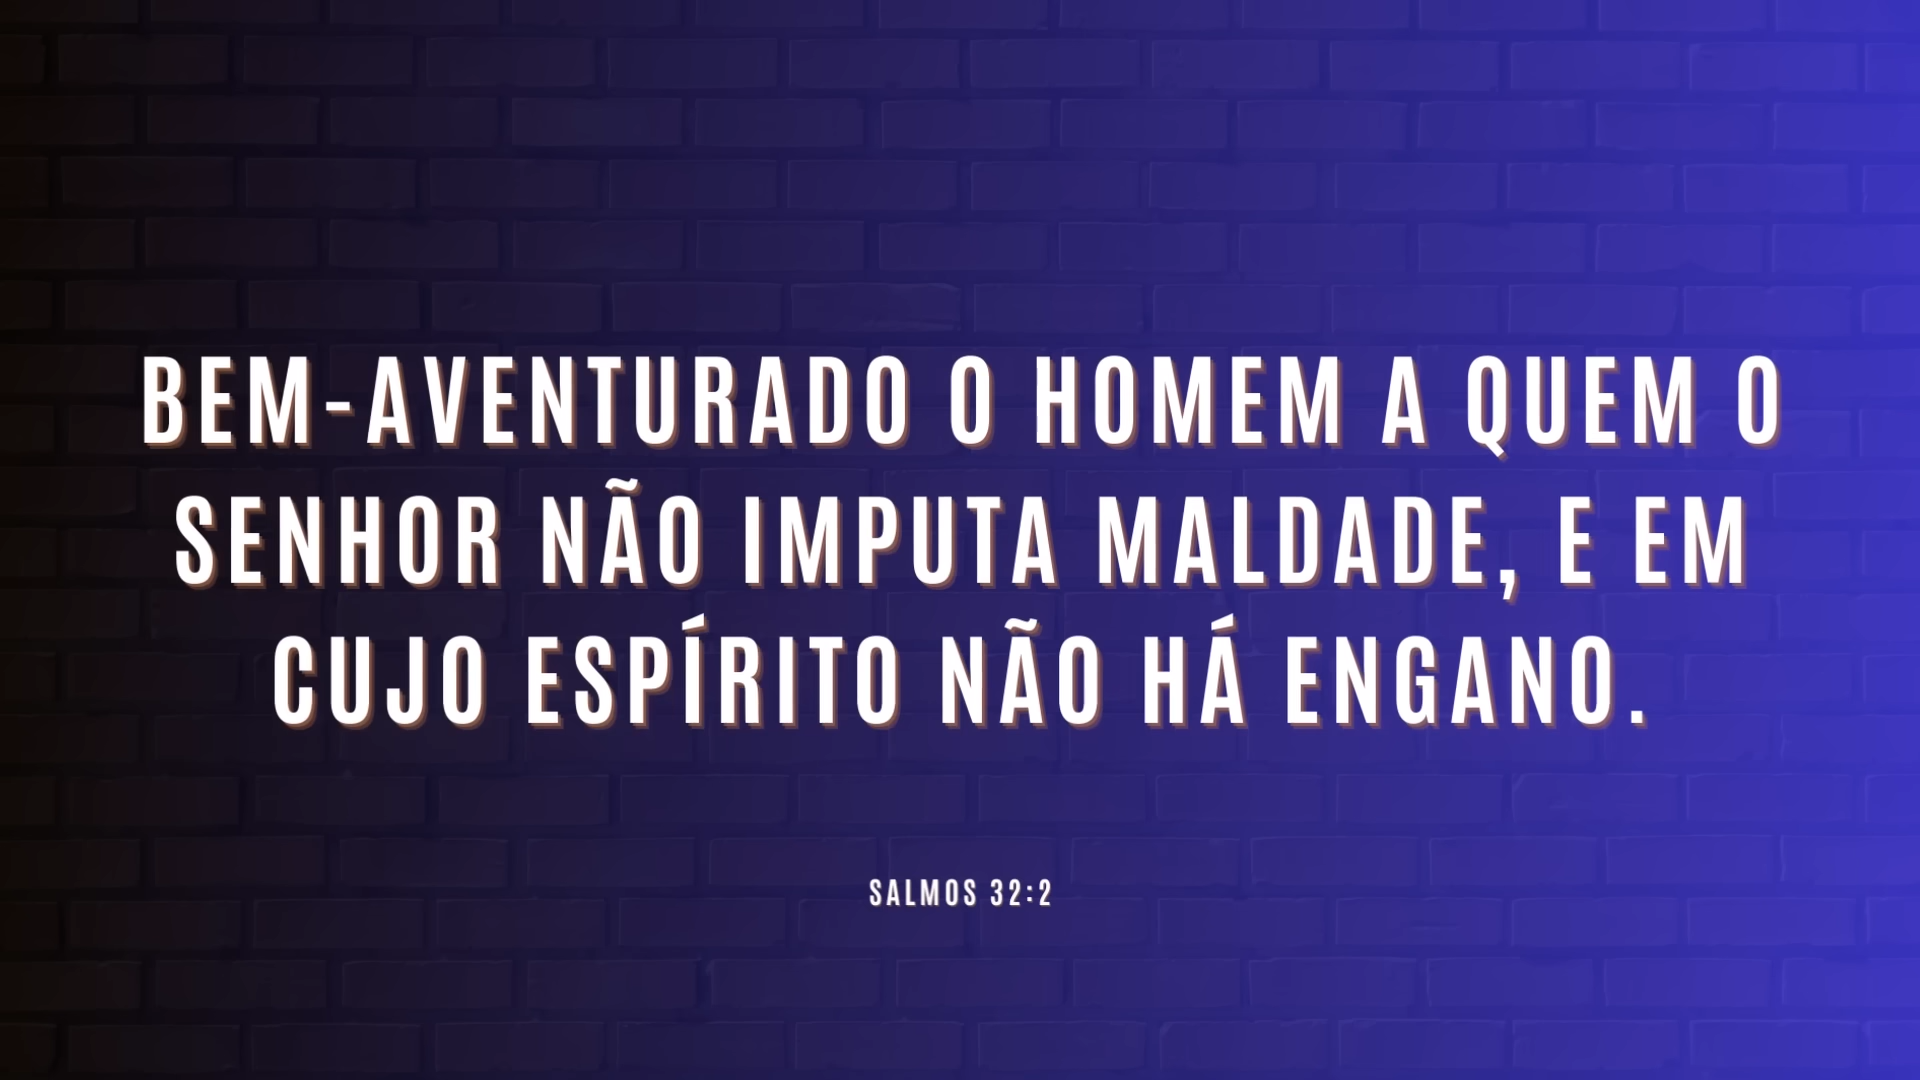 BEM-AVENTURADO O HOMEM A QUEM O
SENHOR NÃO IMPUTA MALDADE, E EM
CUJO ESPÍRITO NÃO HÁ ENGANO.
SALMOS 32:2